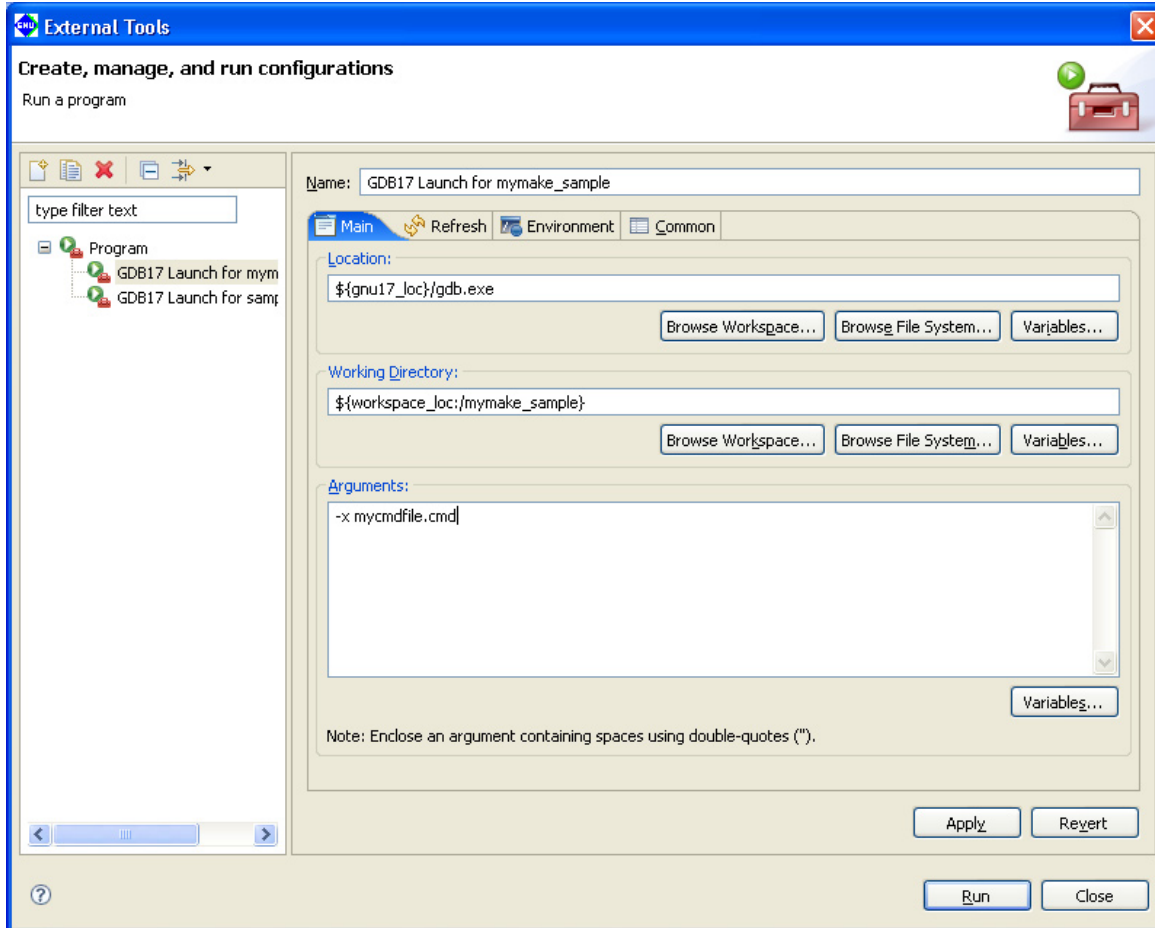 External Tools
Create, manage, and run configurations
Run a program
type filter text
Program
GDB17 Launch for mym
GDB17 Launch for samp
Name: GDB17 Launch for mymake_sample
Main Refresh Environment Common
Location:
${gnu17_loc}/gdb.exe
Browse Workspace... Browse File System... Variables...
Working Directory:
${workspace_loc:/mymake_sample}
Browse Workspace... Browse File System... Variables...
Arguments:
-x mycmdfile.cmd
Variables...
Note: Enclose an argument containing spaces using double-quotes (").
Apply Revert
Run Close